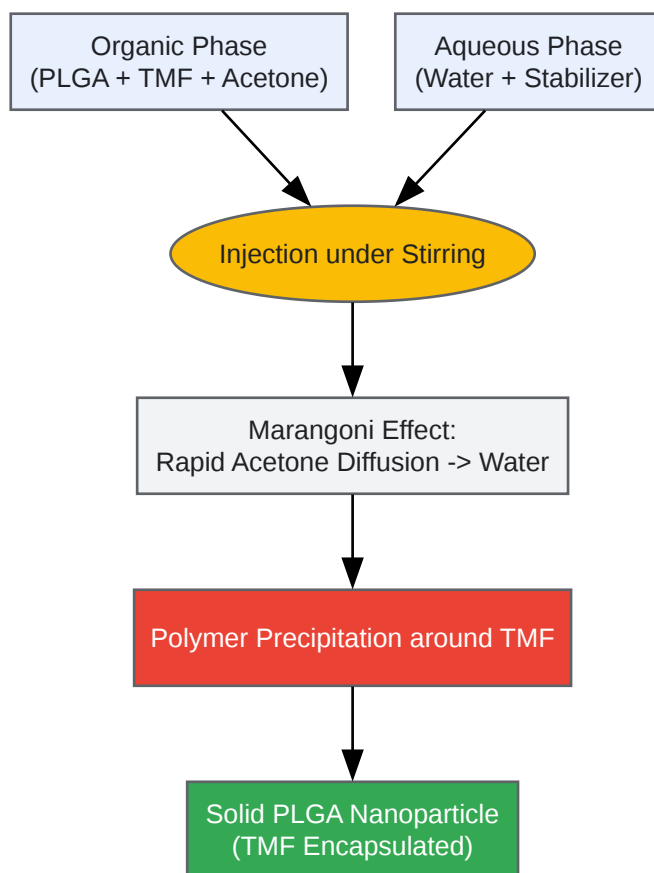 Organic Phase
(PLGA + TMF + Acetone)
Aqueous Phase
(Water + Stabilizer)
Injection under Stirring
Marangoni Effect:
Rapid Acetone Diffusion -> Water
Polymer Precipitation around TMF
Solid PLGA Nanoparticle
(TMF Encapsulated)